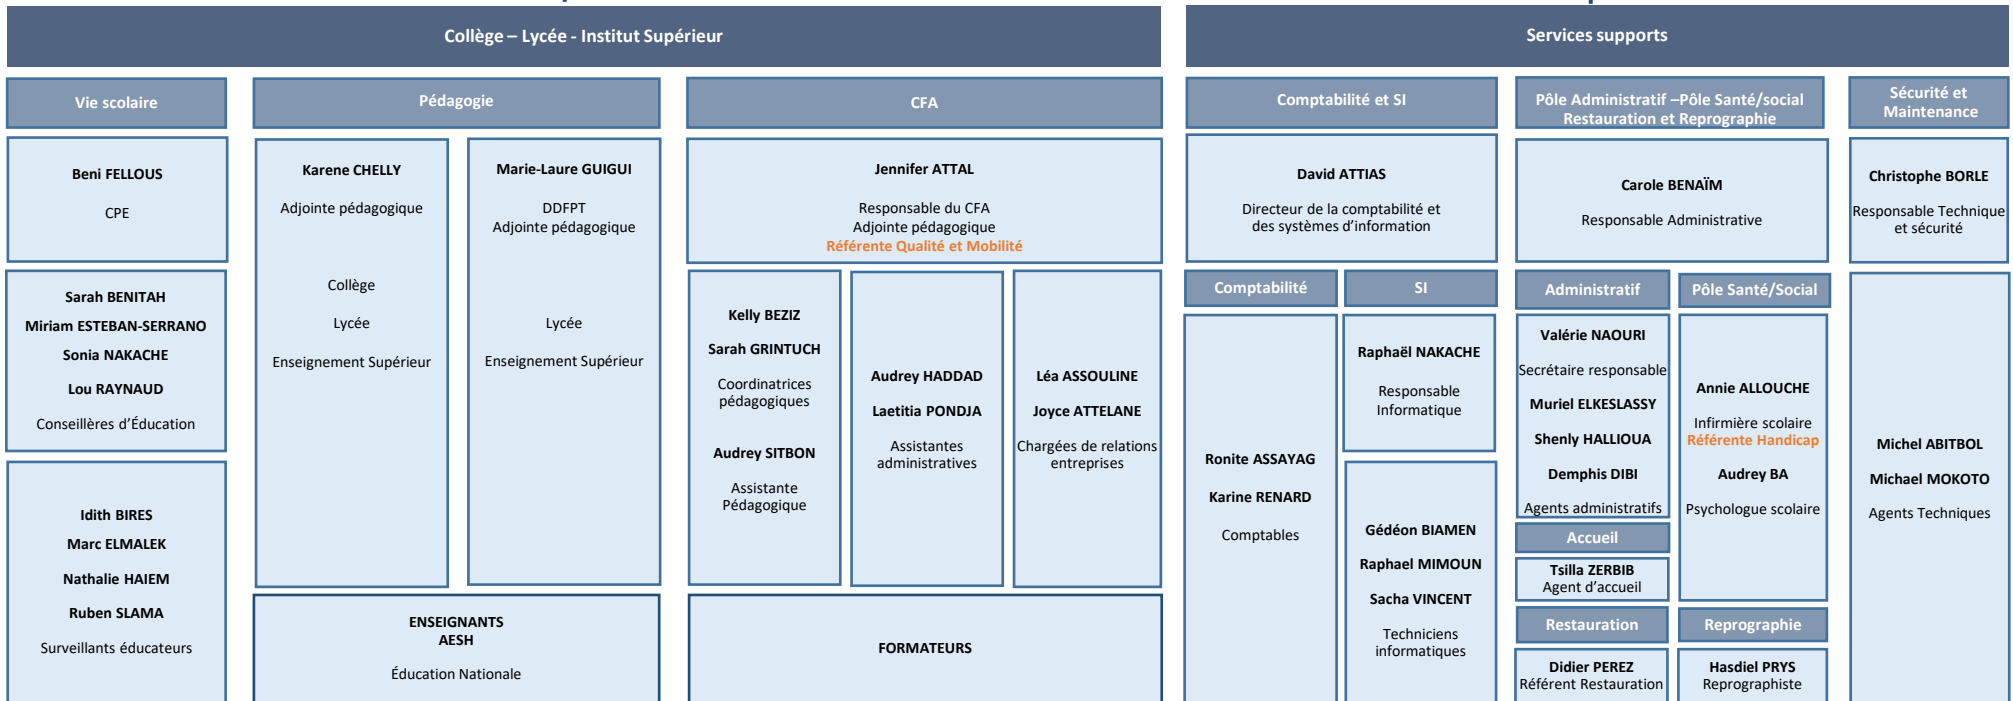 Collège – Lycée - Institut Supérieur
Vie scolaire
Beni FELLOUS
CPE
Sarah BENITAH
Miriam ESTEBAN-SERRANO
Sonia NAKACHE
Lou RAYNAUD
Conseillères d’Éducation
Idith BIRES
Marc ELMALEK
Nathalie HAIEM
Ruben SLAMA
Surveillants éducateurs
Pédagogie
Karene CHELLY
Adjointe pédagogique
Collège
Lycée
Enseignement Supérieur
Marie-Laure GUIGUI
DDFPT
Adjointe pédagogique
Lycée
Enseignement Supérieur
ENSEIGNANTS
AESH
Éducation Nationale
CFA
Jennifer ATTAL
Responsable du CFA
Adjointe pédagogique
Référente Qualité et Mobilité
Kelly BEZIZ
Sarah GRINTUCH
Coordinatrices
pédagogiques
Audrey SITBON
Assistante
Pédagogique
Audrey HADDAD
Laetitia PONDJA
Assistantes
administratives
Léa ASSOULINE
Joyce ATTELANE
Chargées de relations
entreprises
FORMATEURS
Services supports
Comptabilité et SI
David ATTIAS
Directeur de la comptabilité et
des systèmes d’information
Comptabilité
Ronite ASSAYAG
Karine RENARD
Comptables
SI
Raphaël NAKACHE
Responsable
Informatique
Gédéon BIAMEN
Raphael MIMOUN
Sacha VINCENT
Techniciens
informatiques
Pôle Administratif –Pôle Santé/social
Restauration et Reprographie
Carole BENAÏM
Responsable Administrative
Administratif
Valérie NAOURI
Secrétaire responsable
Muriel ELKESLASSY
Shenly HALLIOUA
Demphis DIBI
Agents administratifs
Accueil
Tsilla ZERBIB
Agent d’accueil
Restauration
Didier PEREZ
Référent Restauration
Pôle Santé/Social
Annie ALLOUCHE
Infirmière scolaire
Référente Handicap
Audrey BA
Psychologue scolaire
Reprographie
Hasdiel PRYS
Reprographiste
Sécurité et
Maintenance
Christophe BORLE
Responsable Technique
et sécurité
Michel ABITBOL
Michael MOKOTO
Agents Techniques